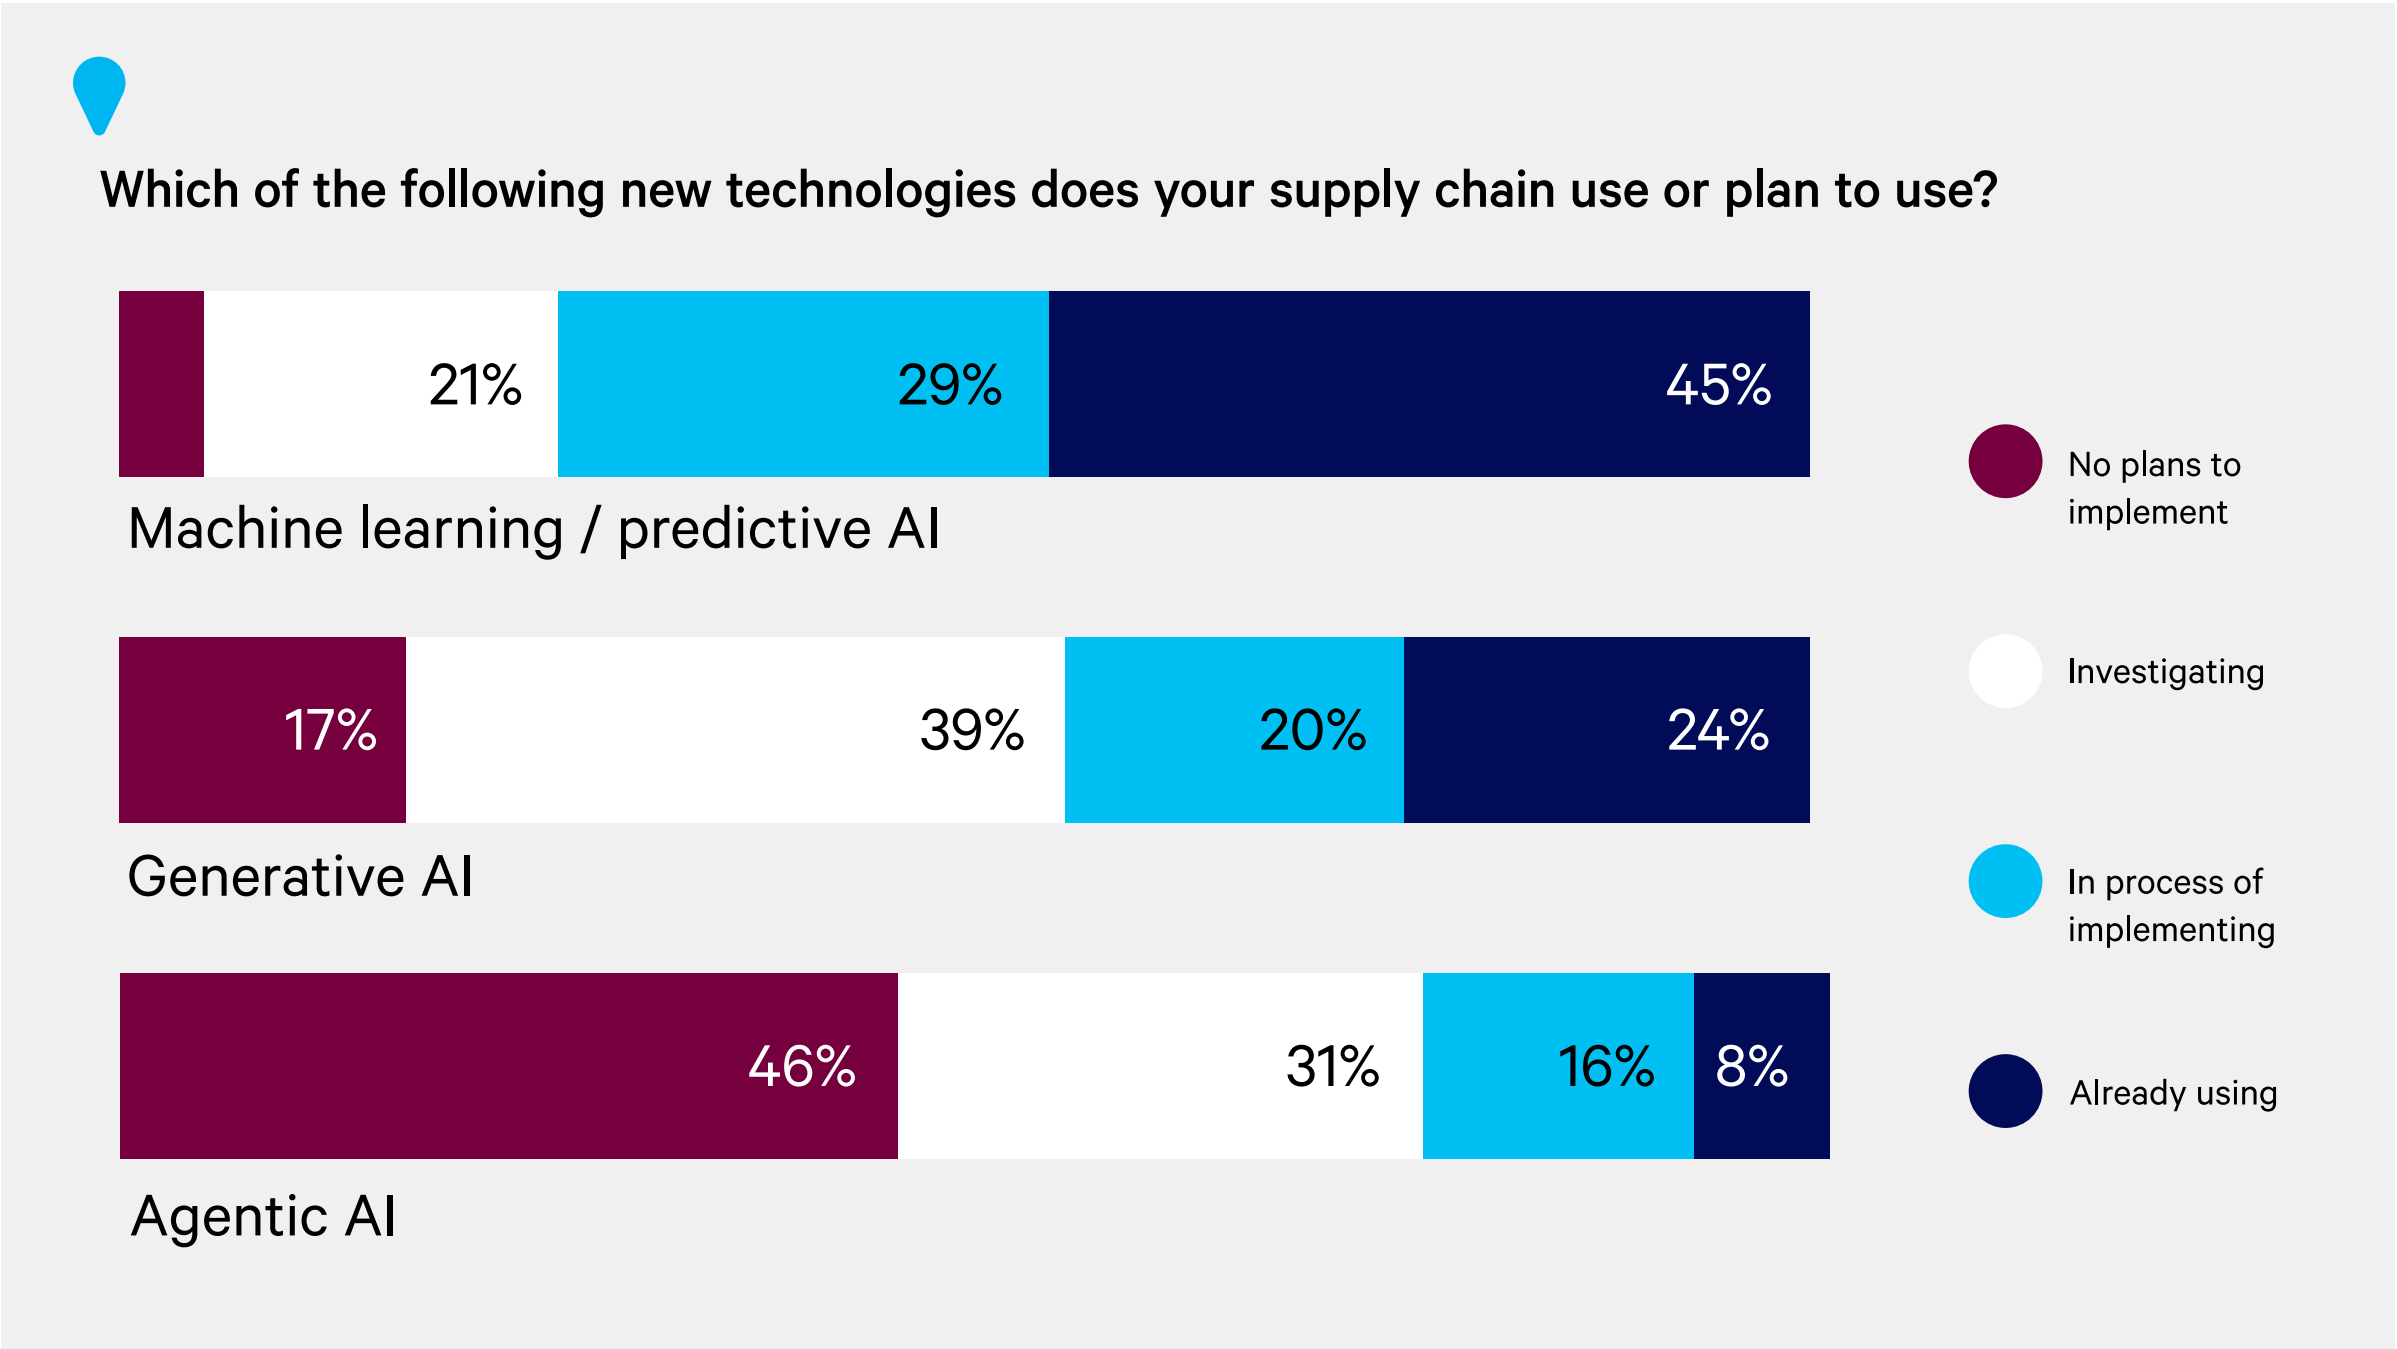 Which of the following new technologies does your supply chain use or plan to use?
21%
29%
45%
Machine learning / predictive AI
17%
39%
20%
24%
Generative AI
46%
31%
16%
8%
Agentic AI
No plans to
implement
Investigating
In process of
implementing
Already using